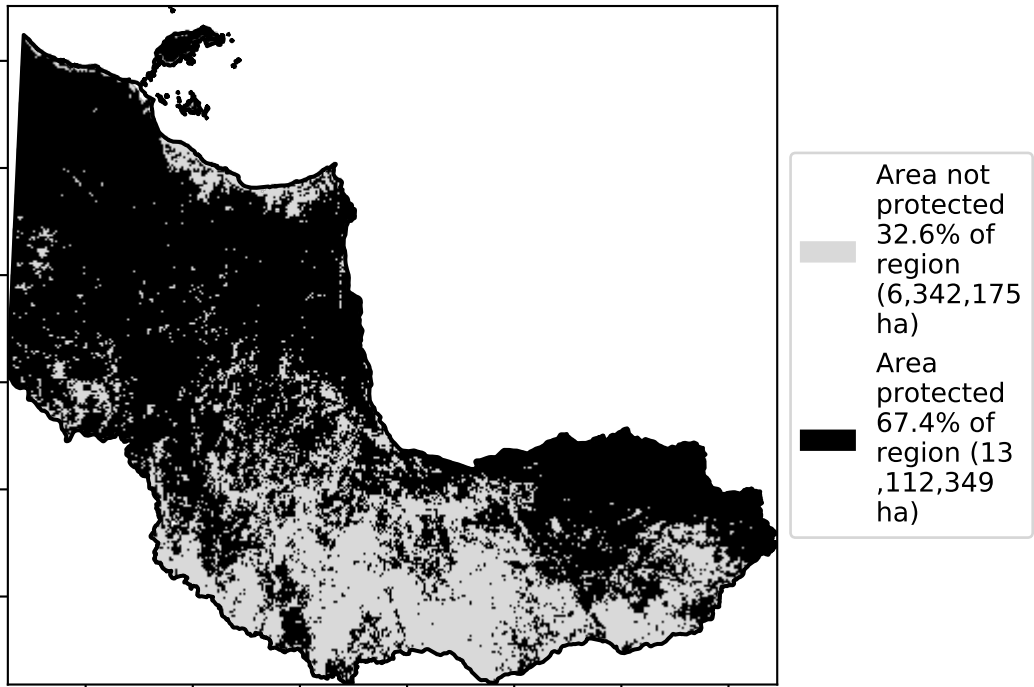 Area not
protected
32.6% of
region
(6,342,175
ha)
Area
protected
67.4% of
region (13
,112,349
ha)